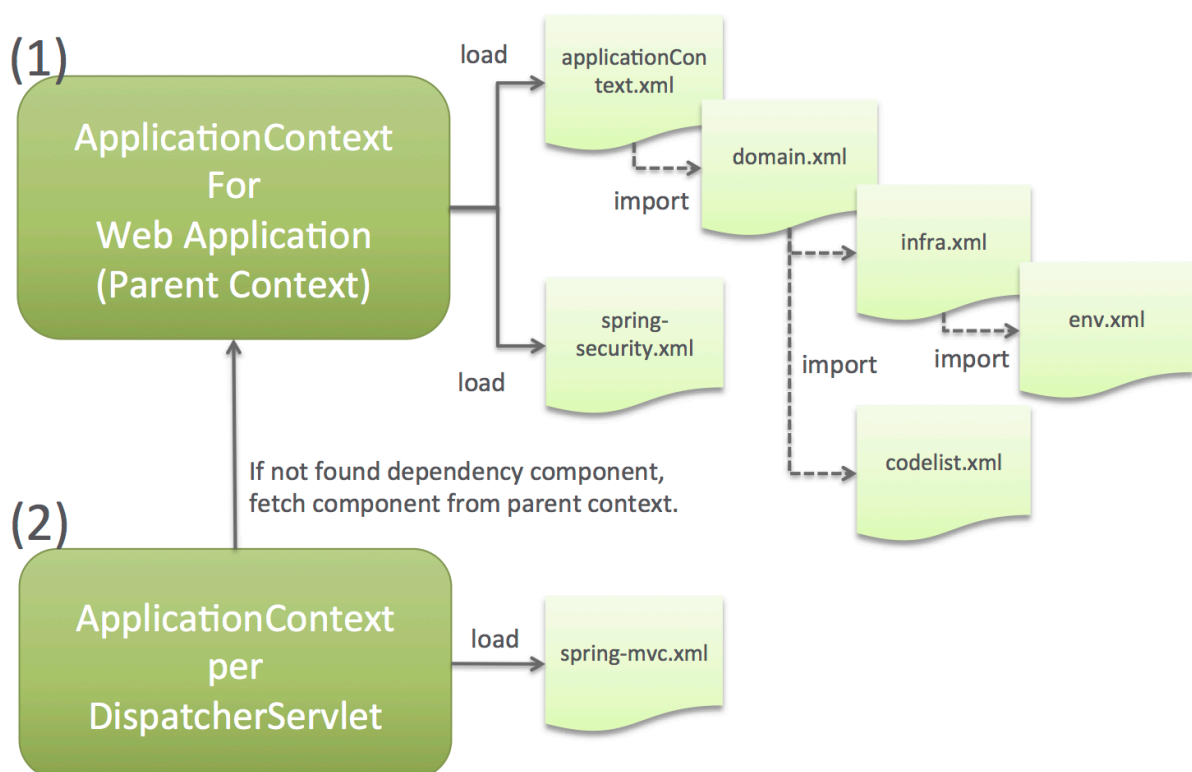 (1)
ApplicationContext
For
Web Application
(Parent Context)
load
applicationCon
text.xml
import
domain.xml
infra.xml
import
env.xml
import
codelist.xml
load
spring-
security.xml
If not found dependency component,
fetch component from parent context.
(2)
ApplicationContext
per
DispatcherServlet
load
spring-mvc.xml